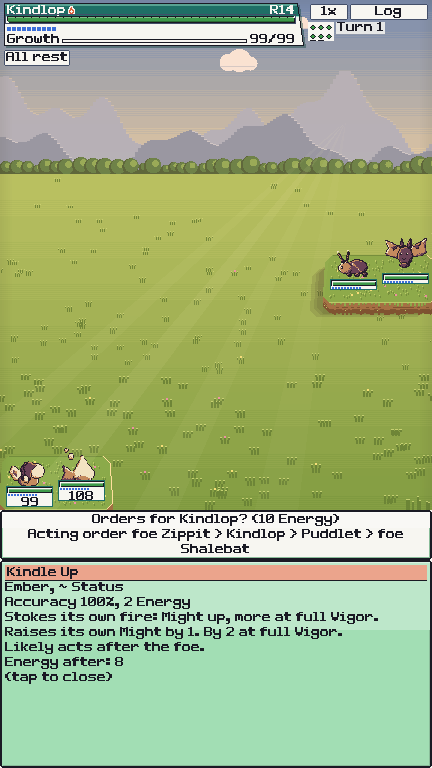 Kindlop R14
1x
Log
Turn 1
Growth 99/99
All rest
99
108
Orders for Kindlop? (10 Energy)
Acting order foe Zippit > Kindlop > Puddlet > foe
Shalebat
Kindle Up
Ember, ~ Status
Accuracy 100%, 2 Energy
Stokes its own fire: Might up, more at full Vigor.
Raises its own Might by 1. By 2 at full Vigor.
Likely acts after the foe.
Energy after: 8
(tap to close)